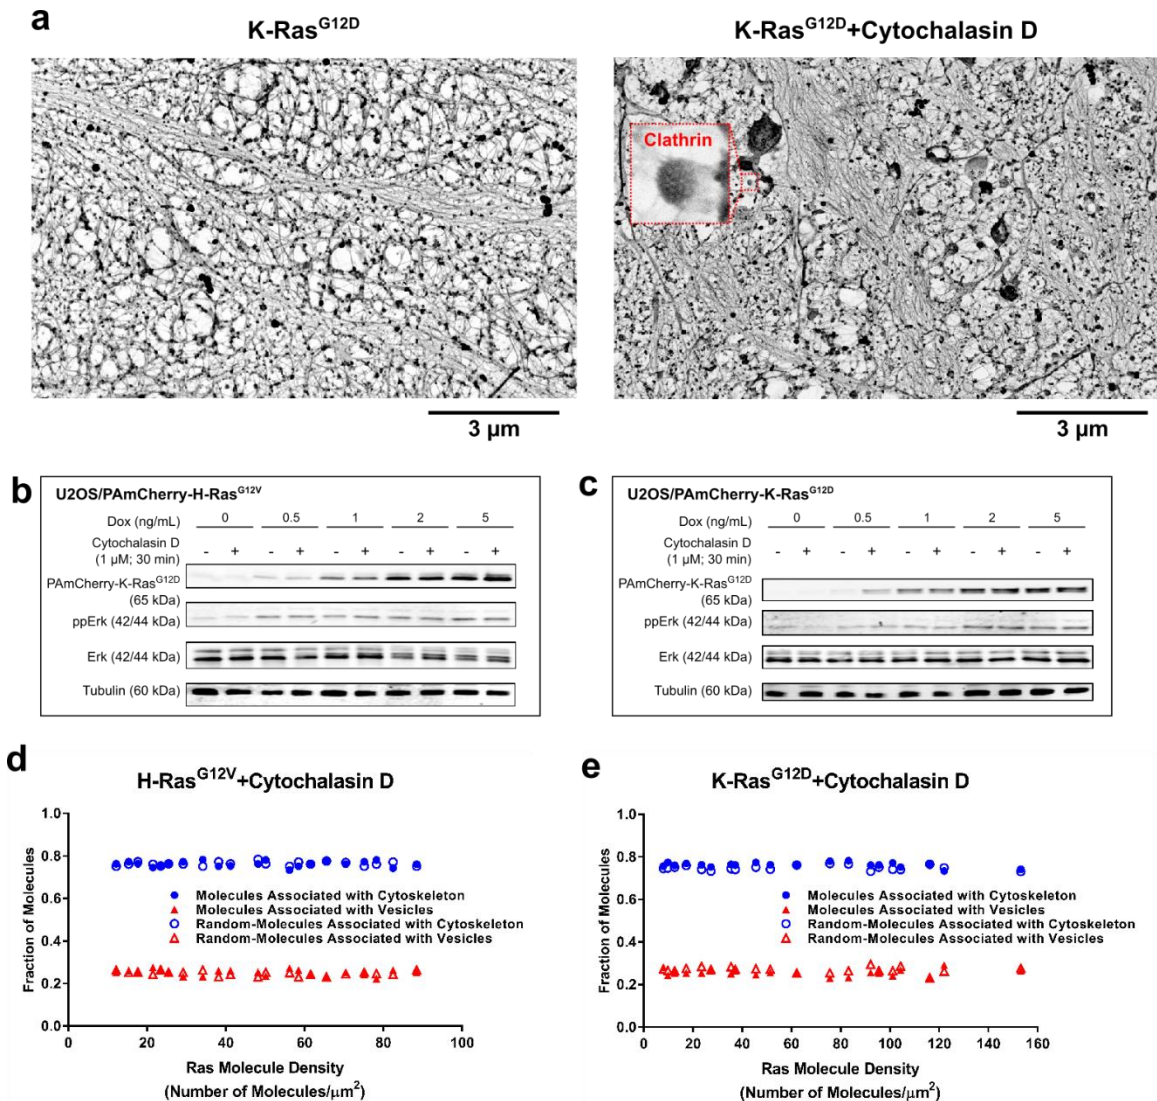 a
K-Ras^G12D
K-Ras^G12D+Cytochalasin D
Clathrin
3 µm
3 µm
b
U2OS/PAmCherry-H-Ras^G12V
Dox (ng/mL) 0 0.5 1 2 5
Cytochalasin D
(1 µM; 30 min) - + - + - + - + - +
PAmCherry-K-Ras^G12D
(65 kDa)
ppErk (42/44 kDa)
Erk (42/44 kDa)
Tubulin (60 kDa)
c
U2OS/PAmCherry-K-Ras^G12D
Dox (ng/mL) 0 0.5 1 2 5
Cytochalasin D
(1 µM; 30 min) - + - + - + - + - +
PAmCherry-K-Ras^G12D
(65 kDa)
ppErk (42/44 kDa)
Erk (42/44 kDa)
Tubulin (60 kDa)
d
H-Ras^G12V+Cytochalasin D
Fraction of Molecules
1.0
0.8
0.6
0.4
0.2
0.0
Molecules Associated with Cytoskeleton
Molecules Associated with Vesicles
Random-Molecules Associated with Cytoskeleton
Random-Molecules Associated with Vesicles
0 20 40 60 80 100
Ras Molecule Density
(Number of Molecules/µm²)
e
K-Ras^G12D+Cytochalasin D
Fraction of Molecules
1.0
0.8
0.6
0.4
0.2
0.0
Molecules Associated with Cytoskeleton
Molecules Associated with Vesicles
Random-Molecules Associated with Cytoskeleton
Random-Molecules Associated with Vesicles
0 20 40 60 80 100 120 140 160
Ras Molecule Density
(Number of Molecules/µm²)